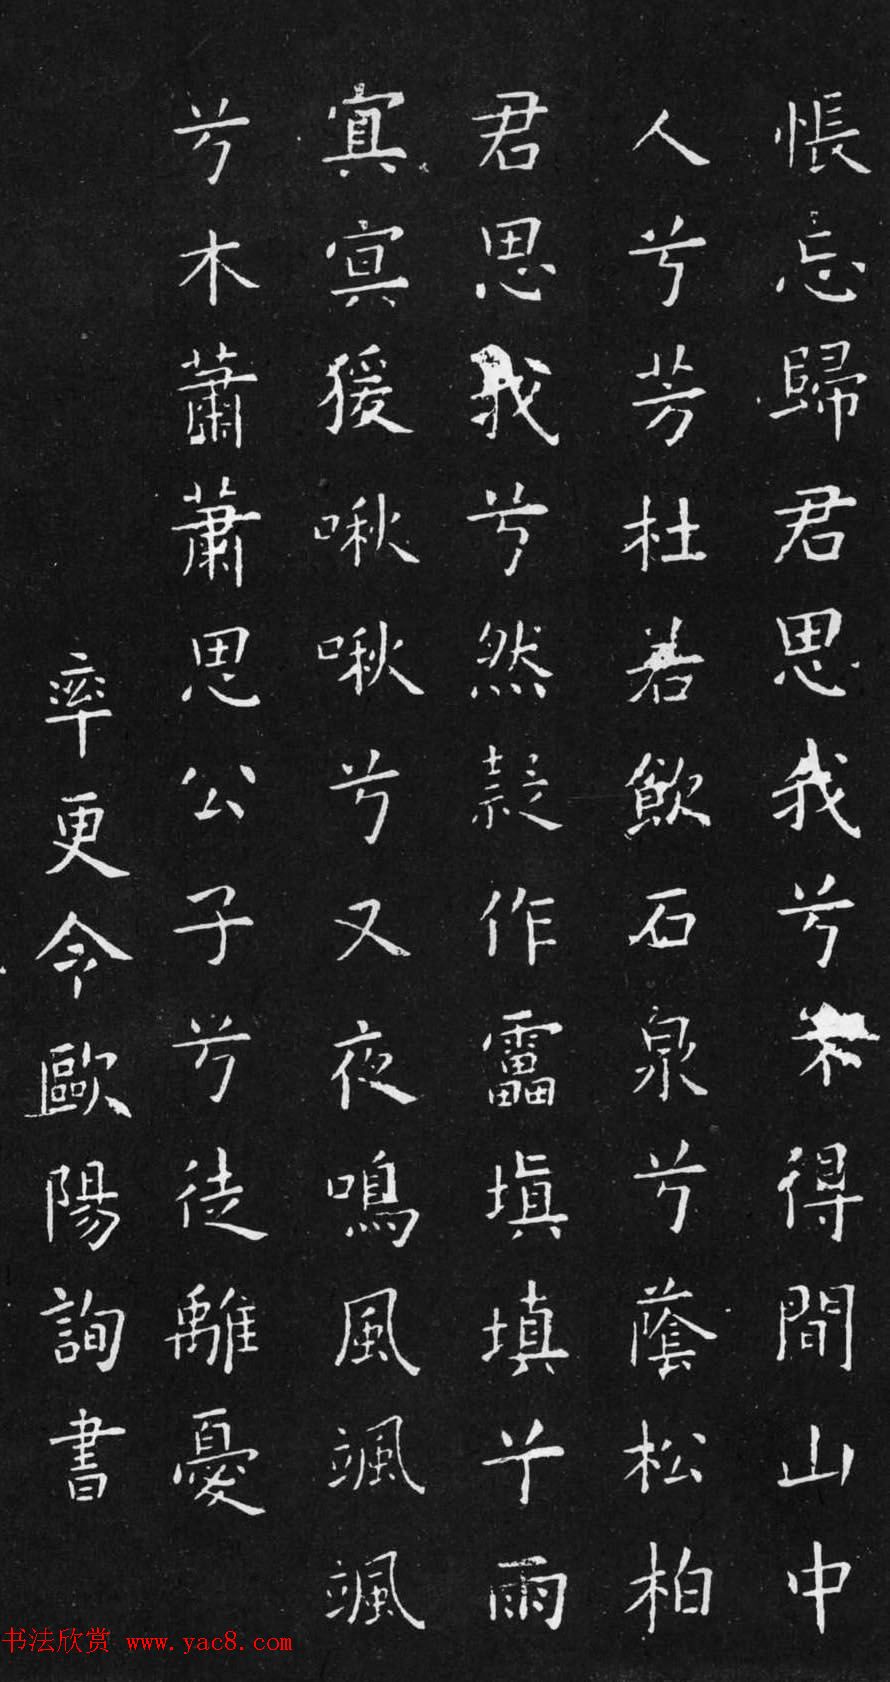 悵忘歸君思我兮不得間山中
人兮芳杜若飲石泉兮蔭松柏
君思我兮然疑作靁填填兮雨
冥冥猨啾啾兮又夜鳴風颯颯
兮木蕭蕭思公子兮徒離憂
率更令歐陽詢書
书法欣赏 www.yac8.com